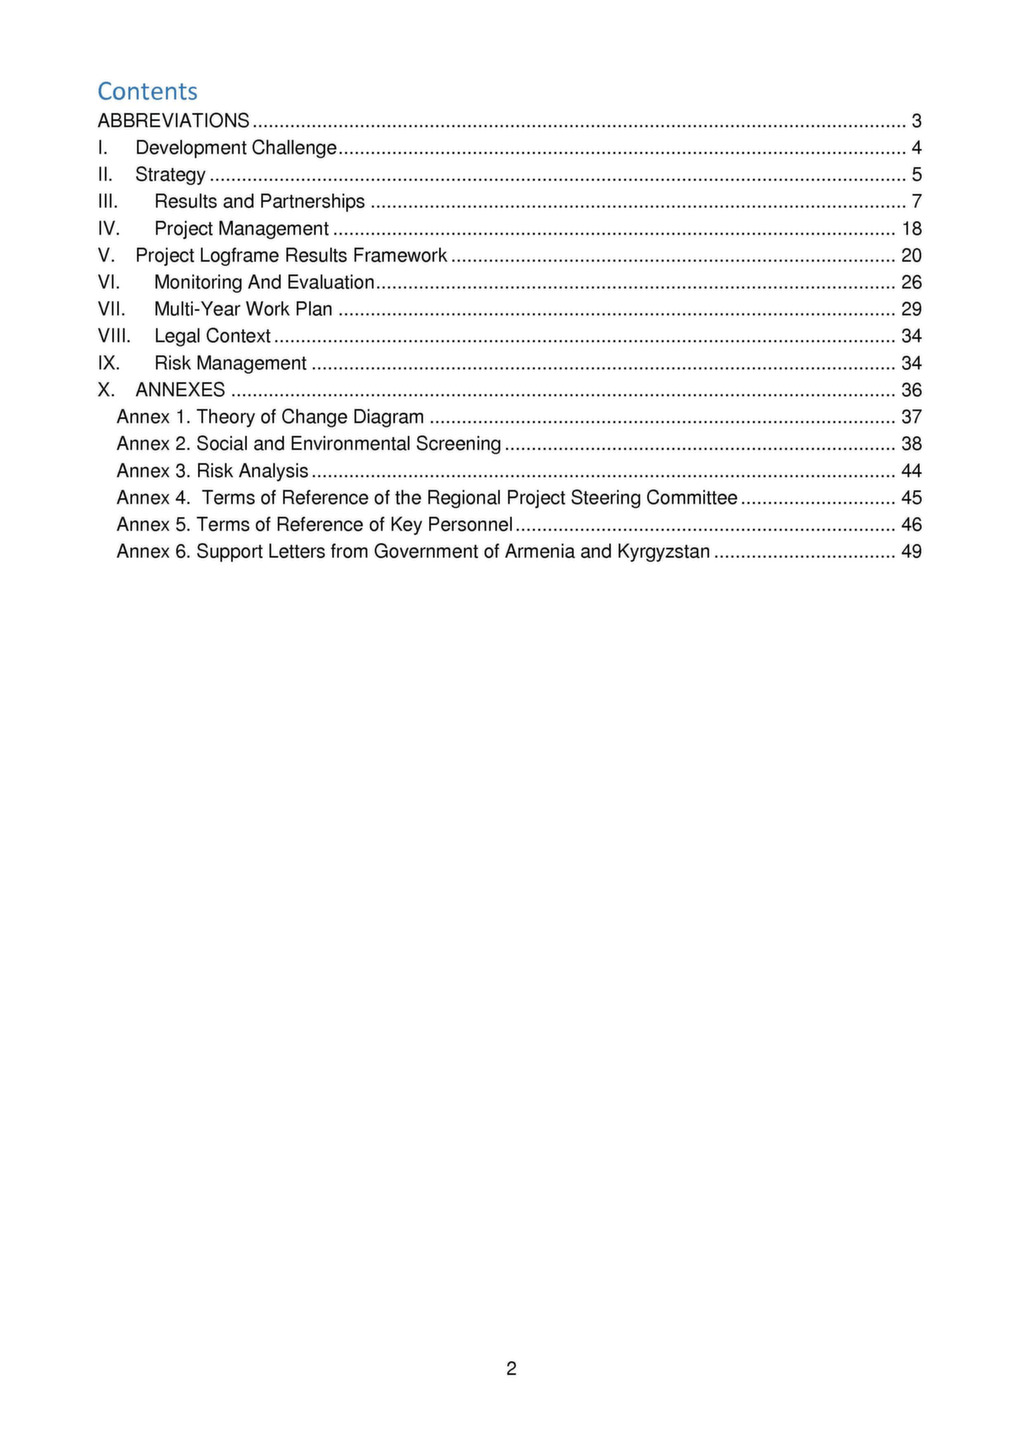 Contents
ABBREVIATIONS ........................................................................................................................... 3
I. Development Challenge........................................................................................................... 4
II. Strategy ................................................................................................................................... 5
III. Results and Partnerships ..................................................................................................... 7
IV. Project Management .......................................................................................................... 18
V. Project Logframe Results Framework ................................................................................... 20
VI. Monitoring And Evaluation.................................................................................................. 26
VII. Multi-Year Work Plan ......................................................................................................... 29
VIII. Legal Context ..................................................................................................................... 34
IX. Risk Management .............................................................................................................. 34
X. ANNEXES ............................................................................................................................. 36
Annex 1. Theory of Change Diagram ....................................................................................... 37
Annex 2. Social and Environmental Screening ......................................................................... 38
Annex 3. Risk Analysis ............................................................................................................. 44
Annex 4. Terms of Reference of the Regional Project Steering Committee ............................. 45
Annex 5. Terms of Reference of Key Personnel ....................................................................... 46
Annex 6. Support Letters from Government of Armenia and Kyrgyzstan .................................. 49
2